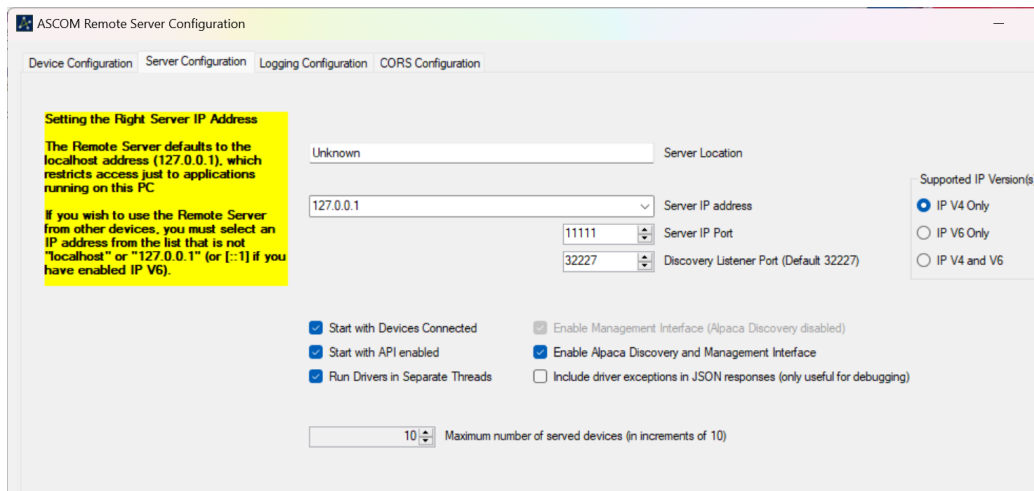 ASCOM Remote Server Configuration
Device Configuration Server Configuration Logging Configuration CORS Configuration
Setting the Right Server IP Address
The Remote Server defaults to the
localhost address (127.0.0.1), which
restricts access just to applications
running on this PC
If you wish to use the Remote Server
from other devices, you must select an
IP address from the list that is not
"localhost" or "127.0.0.1" (or [::1] if you
have enabled IP V6).
Unknown Server Location
127.0.0.1 Server IP address
11111 Server IP Port
32227 Discovery Listener Port (Default 32227)
Supported IP Version(s
IP V4 Only
IP V6 Only
IP V4 and V6
Start with Devices Connected Enable Management Interface (Alpaca Discovery disabled)
Start with API enabled Enable Alpaca Discovery and Management Interface
Run Drivers in Separate Threads Include driver exceptions in JSON responses (only useful for debugging)
10 Maximum number of served devices (in increments of 10)